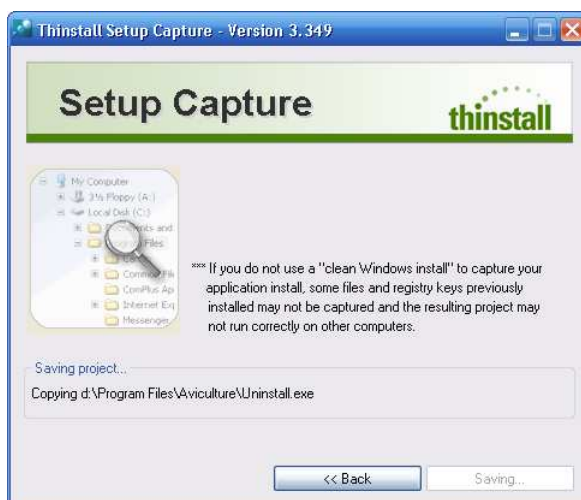 Thinstall Setup Capture - Version 3.349
Setup Capture
thinstall
My Computer
3½ Floppy (A:)
Local Disk (C:)
and
Files
ComPlus Ap
Internet Exp
Messenger
*** If you do not use a "clean Windows install" to capture your
application install, some files and registry keys previously
installed may not be captured and the resulting project may
not run correctly on other computers.
Saving project...
Copying d:\Program Files\Aviculture\Uninstall.exe
<< Back
Saving...